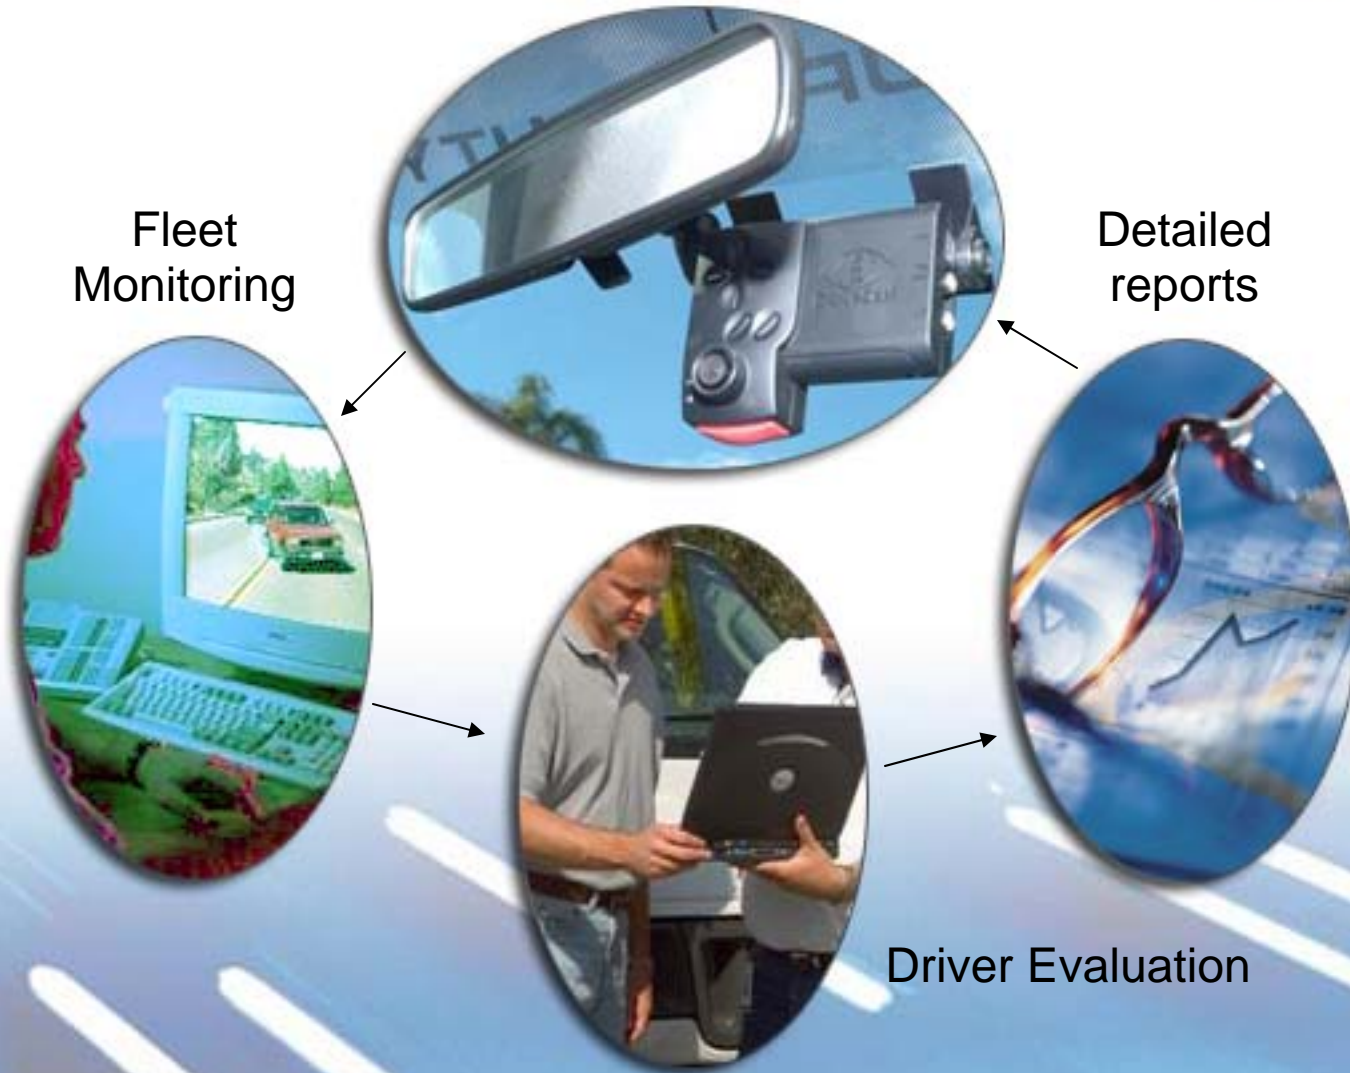 Fleet
Monitoring
Detailed
reports
Driver Evaluation